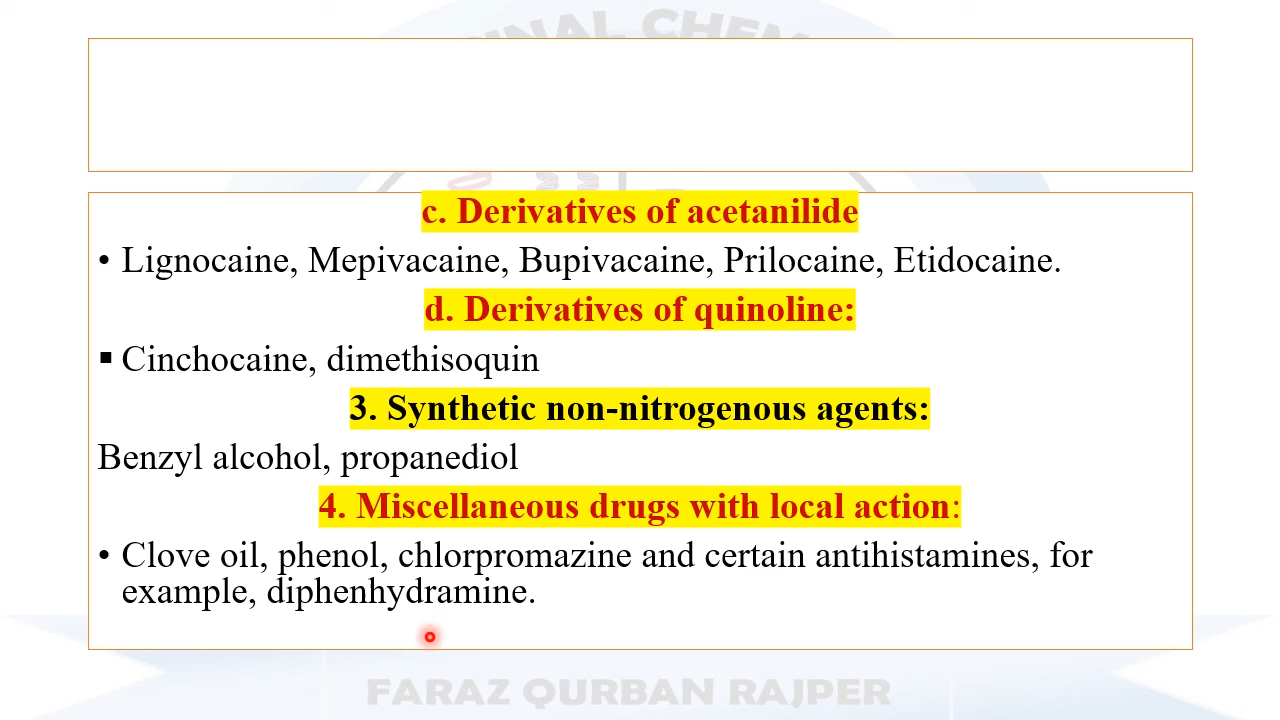 c. Derivatives of acetanilide
• Lignocaine, Mepivacaine, Bupivacaine, Prilocaine, Etidocaine.
d. Derivatives of quinoline:
▪ Cinchocaine, dimethisoquin
3. Synthetic non-nitrogenous agents:
Benzyl alcohol, propanediol
4. Miscellaneous drugs with local action:
• Clove oil, phenol, chlorpromazine and certain antihistamines, for
example, diphenhydramine.
FARAZ QURBAN RAJPER